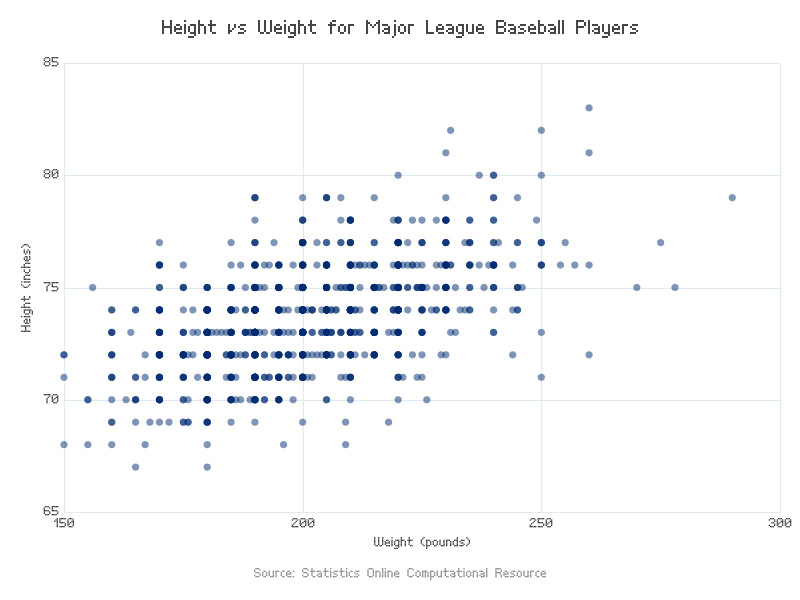 Height vs Weight for Major League Baseball Players
85
80
75
70
65
Height (inches)
150
200
250
300
Weight (pounds)
Source: Statistics Online Computational Resource